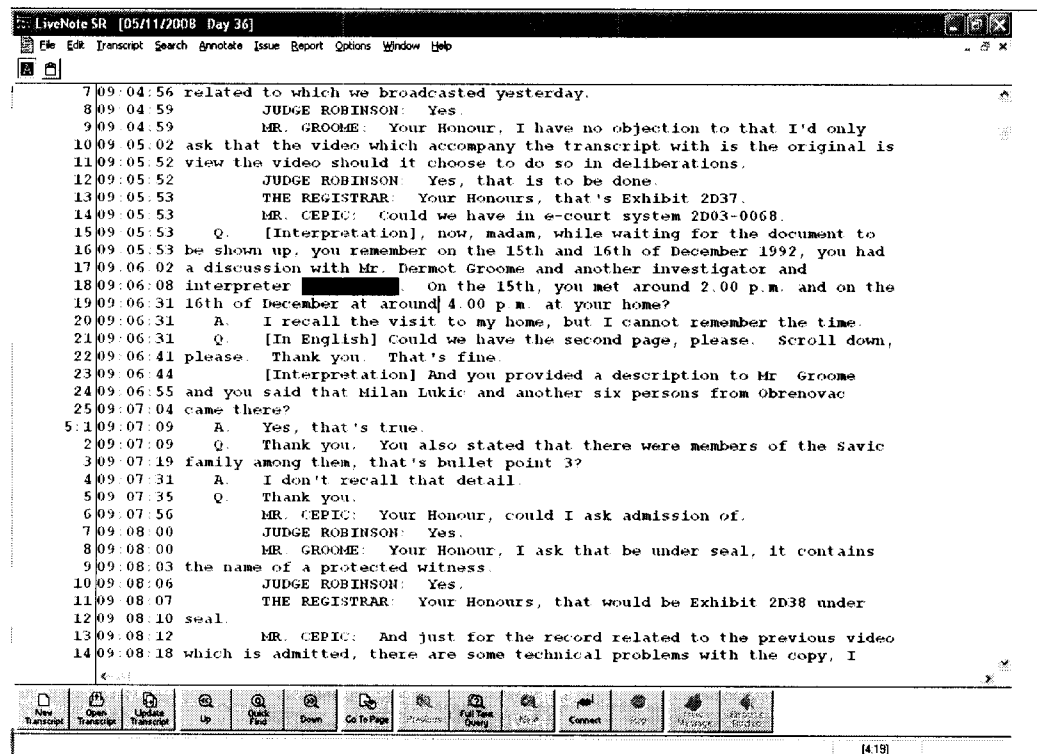 LiveNote SR [05/11/2008 Day 36]
File Edit Transcript Search Annotate Issue Report Options Window Help
7 09:04:56 related to which we broadcasted yesterday.
8 09:04:59 JUDGE ROBINSON: Yes.
9 09:04:59 MR. GROOME: Your Honour, I have no objection to that I'd only
10 09:05:02 ask that the video which accompany the transcript with is the original is
11 09:05:52 view the video should it choose to do so in deliberations.
12 09:05:52 JUDGE ROBINSON: Yes, that is to be done.
13 09:05:53 THE REGISTRAR: Your Honours, that's Exhibit 2D37.
14 09:05:53 MR. CEPIC: Could we have in e-court system 2D03-0068.
15 09:05:53 Q. [Interpretation], now, madam, while waiting for the document to
16 09:05:53 be shown up, you remember on the 15th and 16th of December 1992, you had
17 09:06:02 a discussion with Mr. Dermot Groome and another investigator and
18 09:06:08 interpreter . On the 15th, you met around 2.00 p.m. and on the
19 09:06:31 16th of December at around 4.00 p.m. at your home?
20 09:06:31 A. I recall the visit to my home, but I cannot remember the time.
21 09:06:31 Q. [In English] Could we have the second page, please. Scroll down,
22 09:06:41 please. Thank you. That's fine.
23 09:06:44 [Interpretation] And you provided a description to Mr. Groome
24 09:06:55 and you said that Milan Lukic and another six persons from Obrenovac
25 09:07:04 came there?
5:1 09:07:09 A. Yes, that's true.
2 09:07:09 Q. Thank you. You also stated that there were members of the Savic
3 09:07:19 family among them, that's bullet point 3?
4 09:07:31 A. I don't recall that detail.
5 09:07:35 Q. Thank you.
6 09:07:56 MR. CEPIC: Your Honour, could I ask admission of.
7 09:08:00 JUDGE ROBINSON: Yes.
8 09:08:00 MR. GROOME: Your Honour, I ask that be under seal, it contains
9 09:08:03 the name of a protected witness.
10 09:08:06 JUDGE ROBINSON: Yes.
11 09:08:07 THE REGISTRAR: Your Honours, that would be Exhibit 2D38 under
12 09:08:10 seal.
13 09:08:12 MR. CEPIC: And just for the record related to the previous video
14 09:08:18 which is admitted, there are some technical problems with the copy, I
New Transcript Open Transcript Update Transcript Up Quick Find Down Go To Page Previous Full Text Query Next Connect
[4:19]